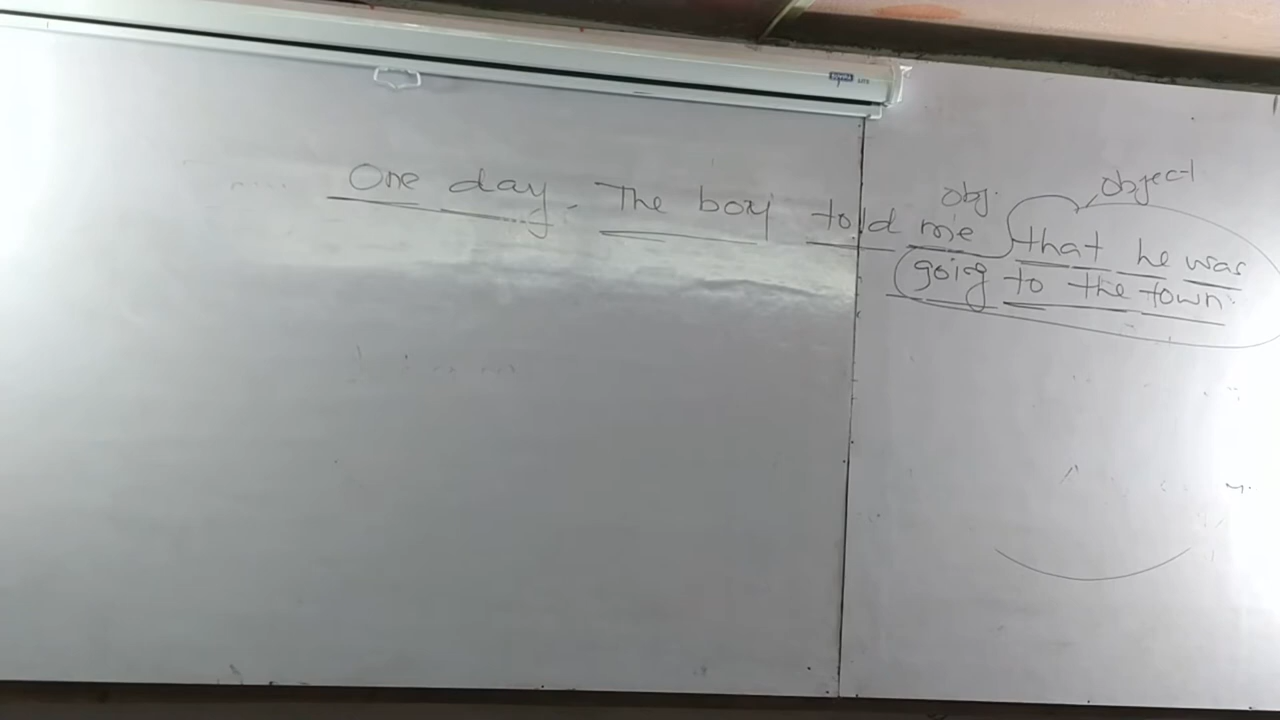 One day. The boy told me that he was
going to the town.
obj.
object